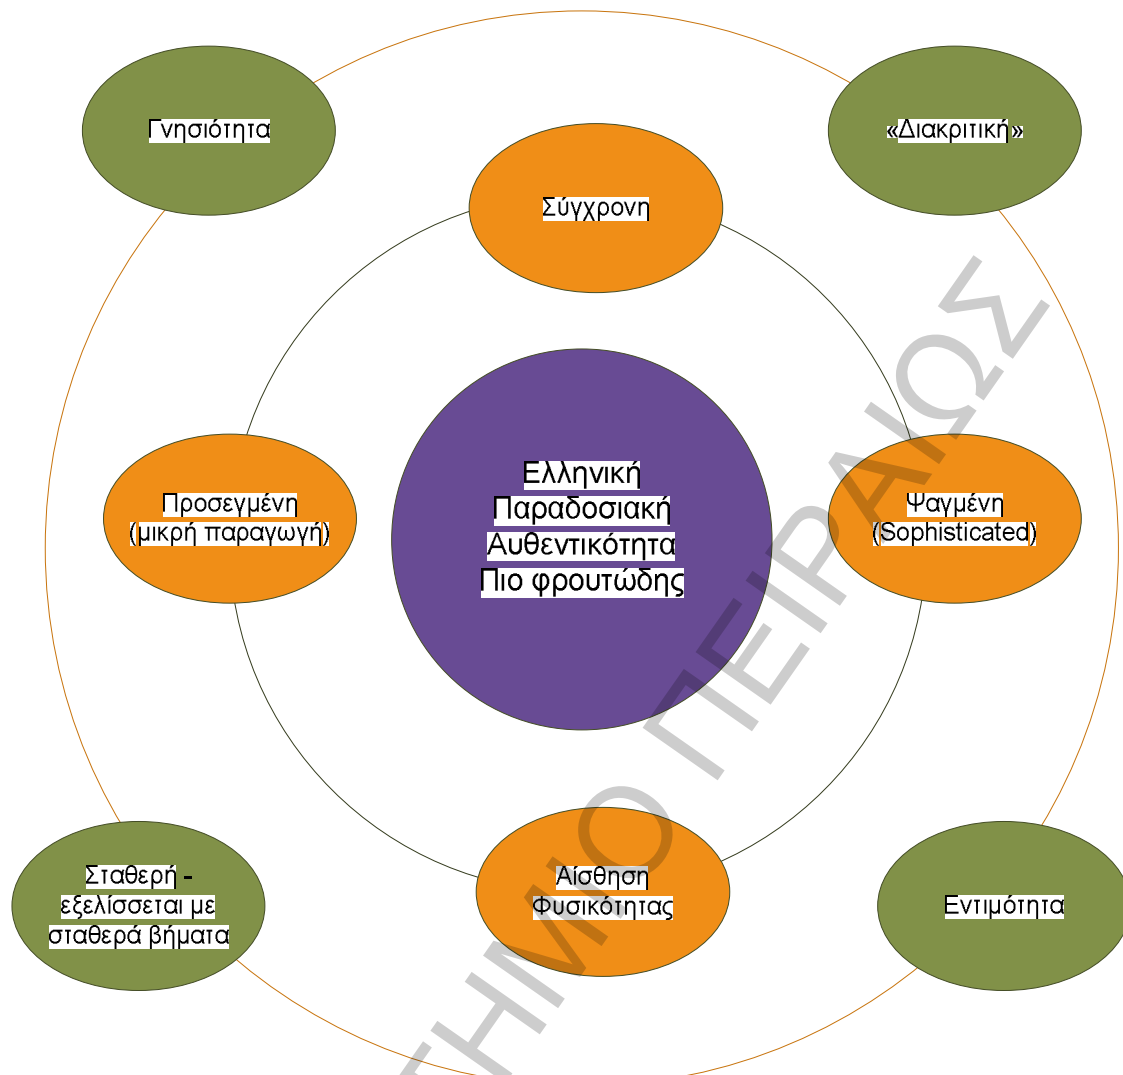 Γνησιότητα
«Διακριτική»
Σύγχρονη
Προσεγμένη
(μικρή παραγωγή)
Ελληνική
Παραδοσιακή
Αυθεντικότητα
Πιο φρουτώδης
Ψαγμένη
(Sophisticated)
Σταθερή -
εξελίσσεται με
σταθερά βήματα
Αίσθηση
Φυσικότητας
Εντιμότητα
ΤΗΜΙΟ ΠΕΙΡΑΙΩΣ